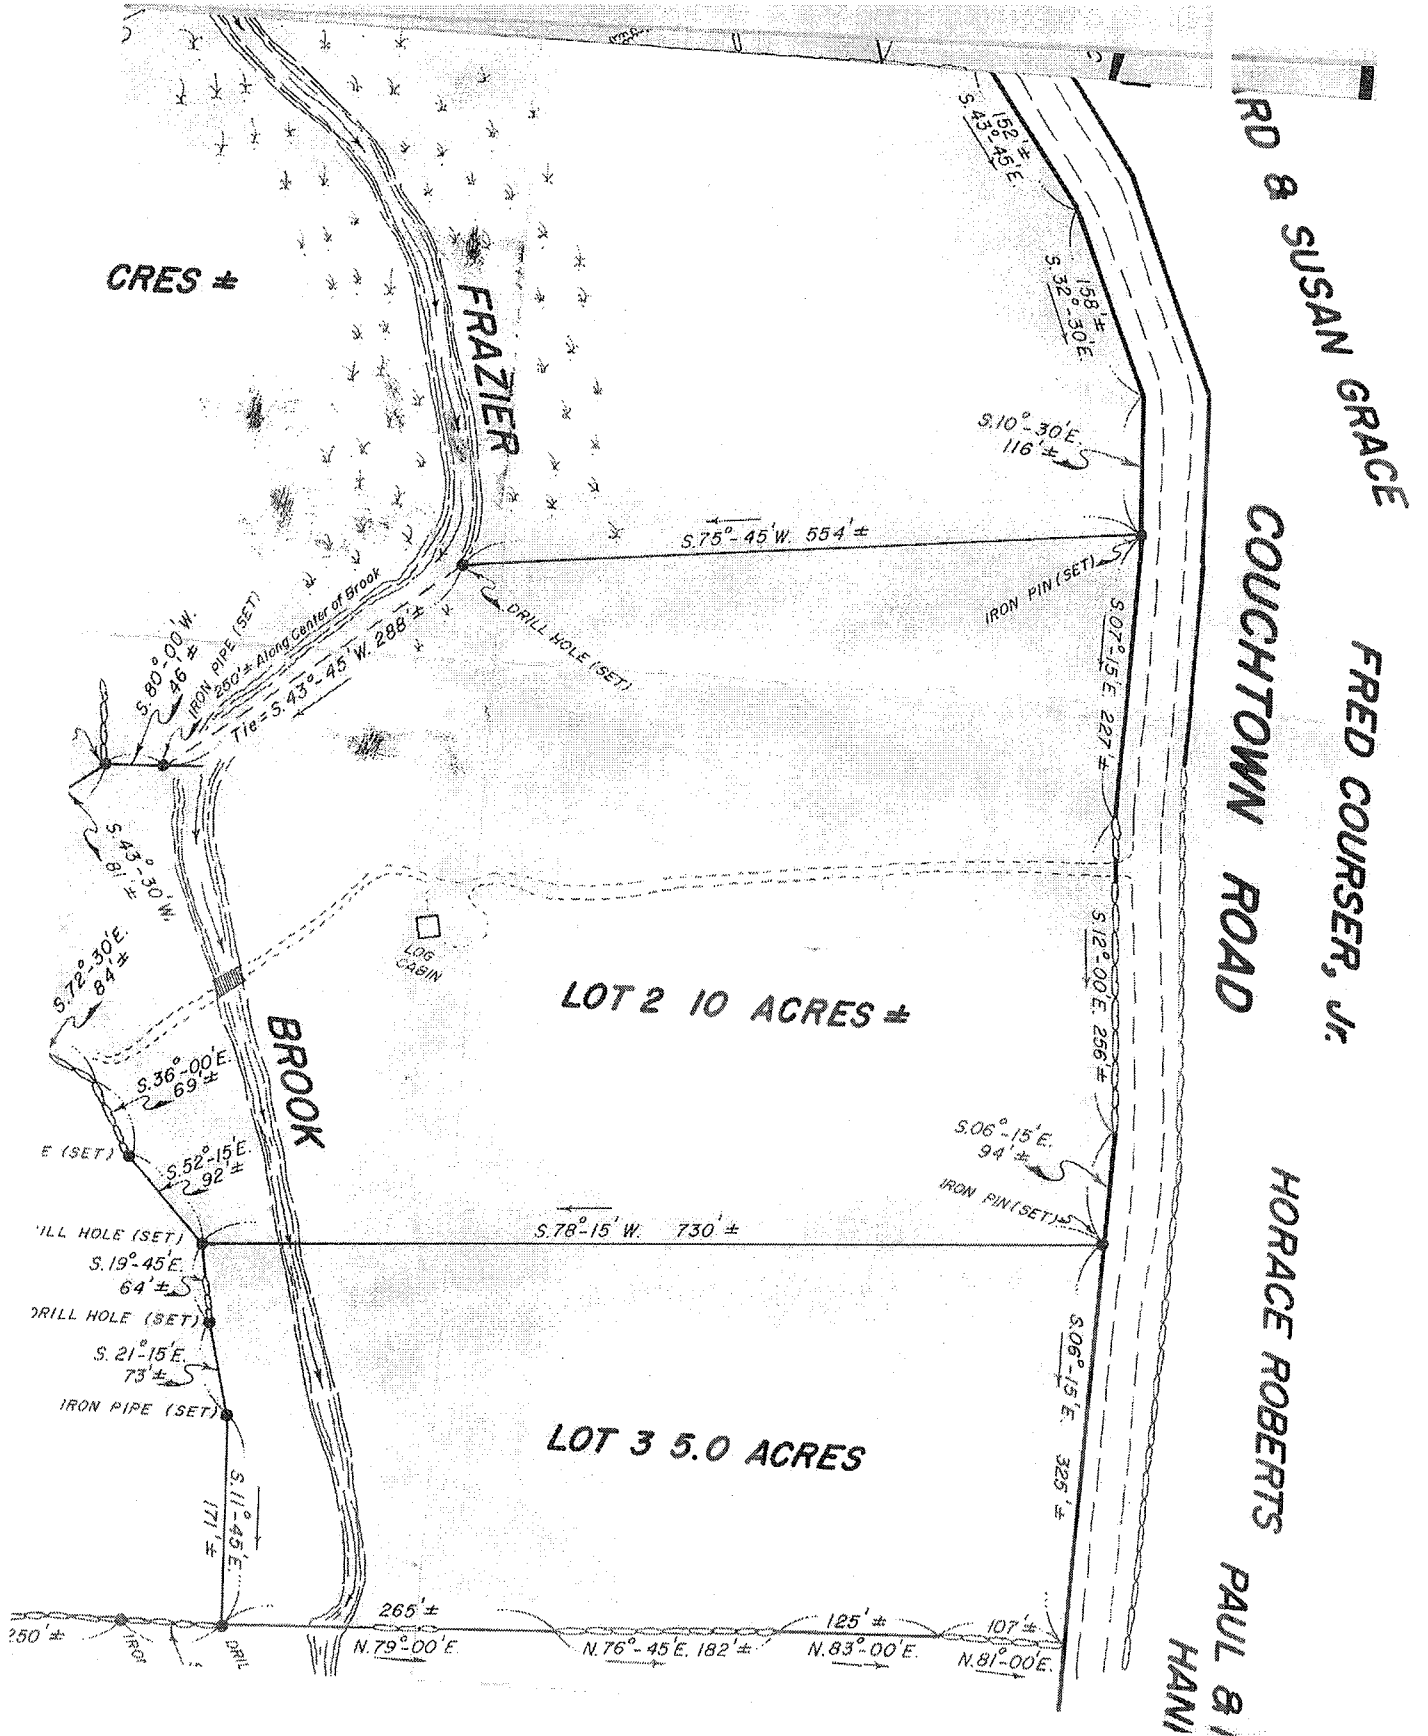 152'±
S.43°-45'E.
RD & SUSAN GRACE
158'±
S.32°-30'E.
CRES ±
FRAZIER
S.10°-30'E.
116'±
S.75°-45'W. 554'±
IRON PIN (SET)
DRILL HOLE (SET)
COUCHTOWN ROAD
FRED COURSER, Jr.
S.07°-15'E. 227'±
250'± Along Center of Brook
Tie = S.43°-45'W. 288'±
IRON PIPE (SET)
S.80°-00'W.
46'±
S.43°-30'W.
81'±
LOG
CABIN
S.72°-30'E.
84'±
LOT 2 10 ACRES ±
S.12°-00'E. 256'±
BROOK
S.36°-00'E.
69'±
S.06°-15'E.
94'±
E (SET)
S.52°-15'E.
92'±
IRON PIN (SET)
ILL HOLE (SET)
S.78°-15'W. 730'±
HORACE ROBERTS
S.19°-45'E.
64'±
DRILL HOLE (SET)
S.21°-15'E.
73'±
IRON PIPE (SET)
S.06°-15'E. 325'±
LOT 3 5.0 ACRES
S.11°-45'E.
171'±
PAUL &
HAN
265'±
N.79°-00'E.
N.76°-45'E. 182'±
125'±
N.83°-00'E.
107'±
N.81°-00'E.
250'±
IRO
DRIL